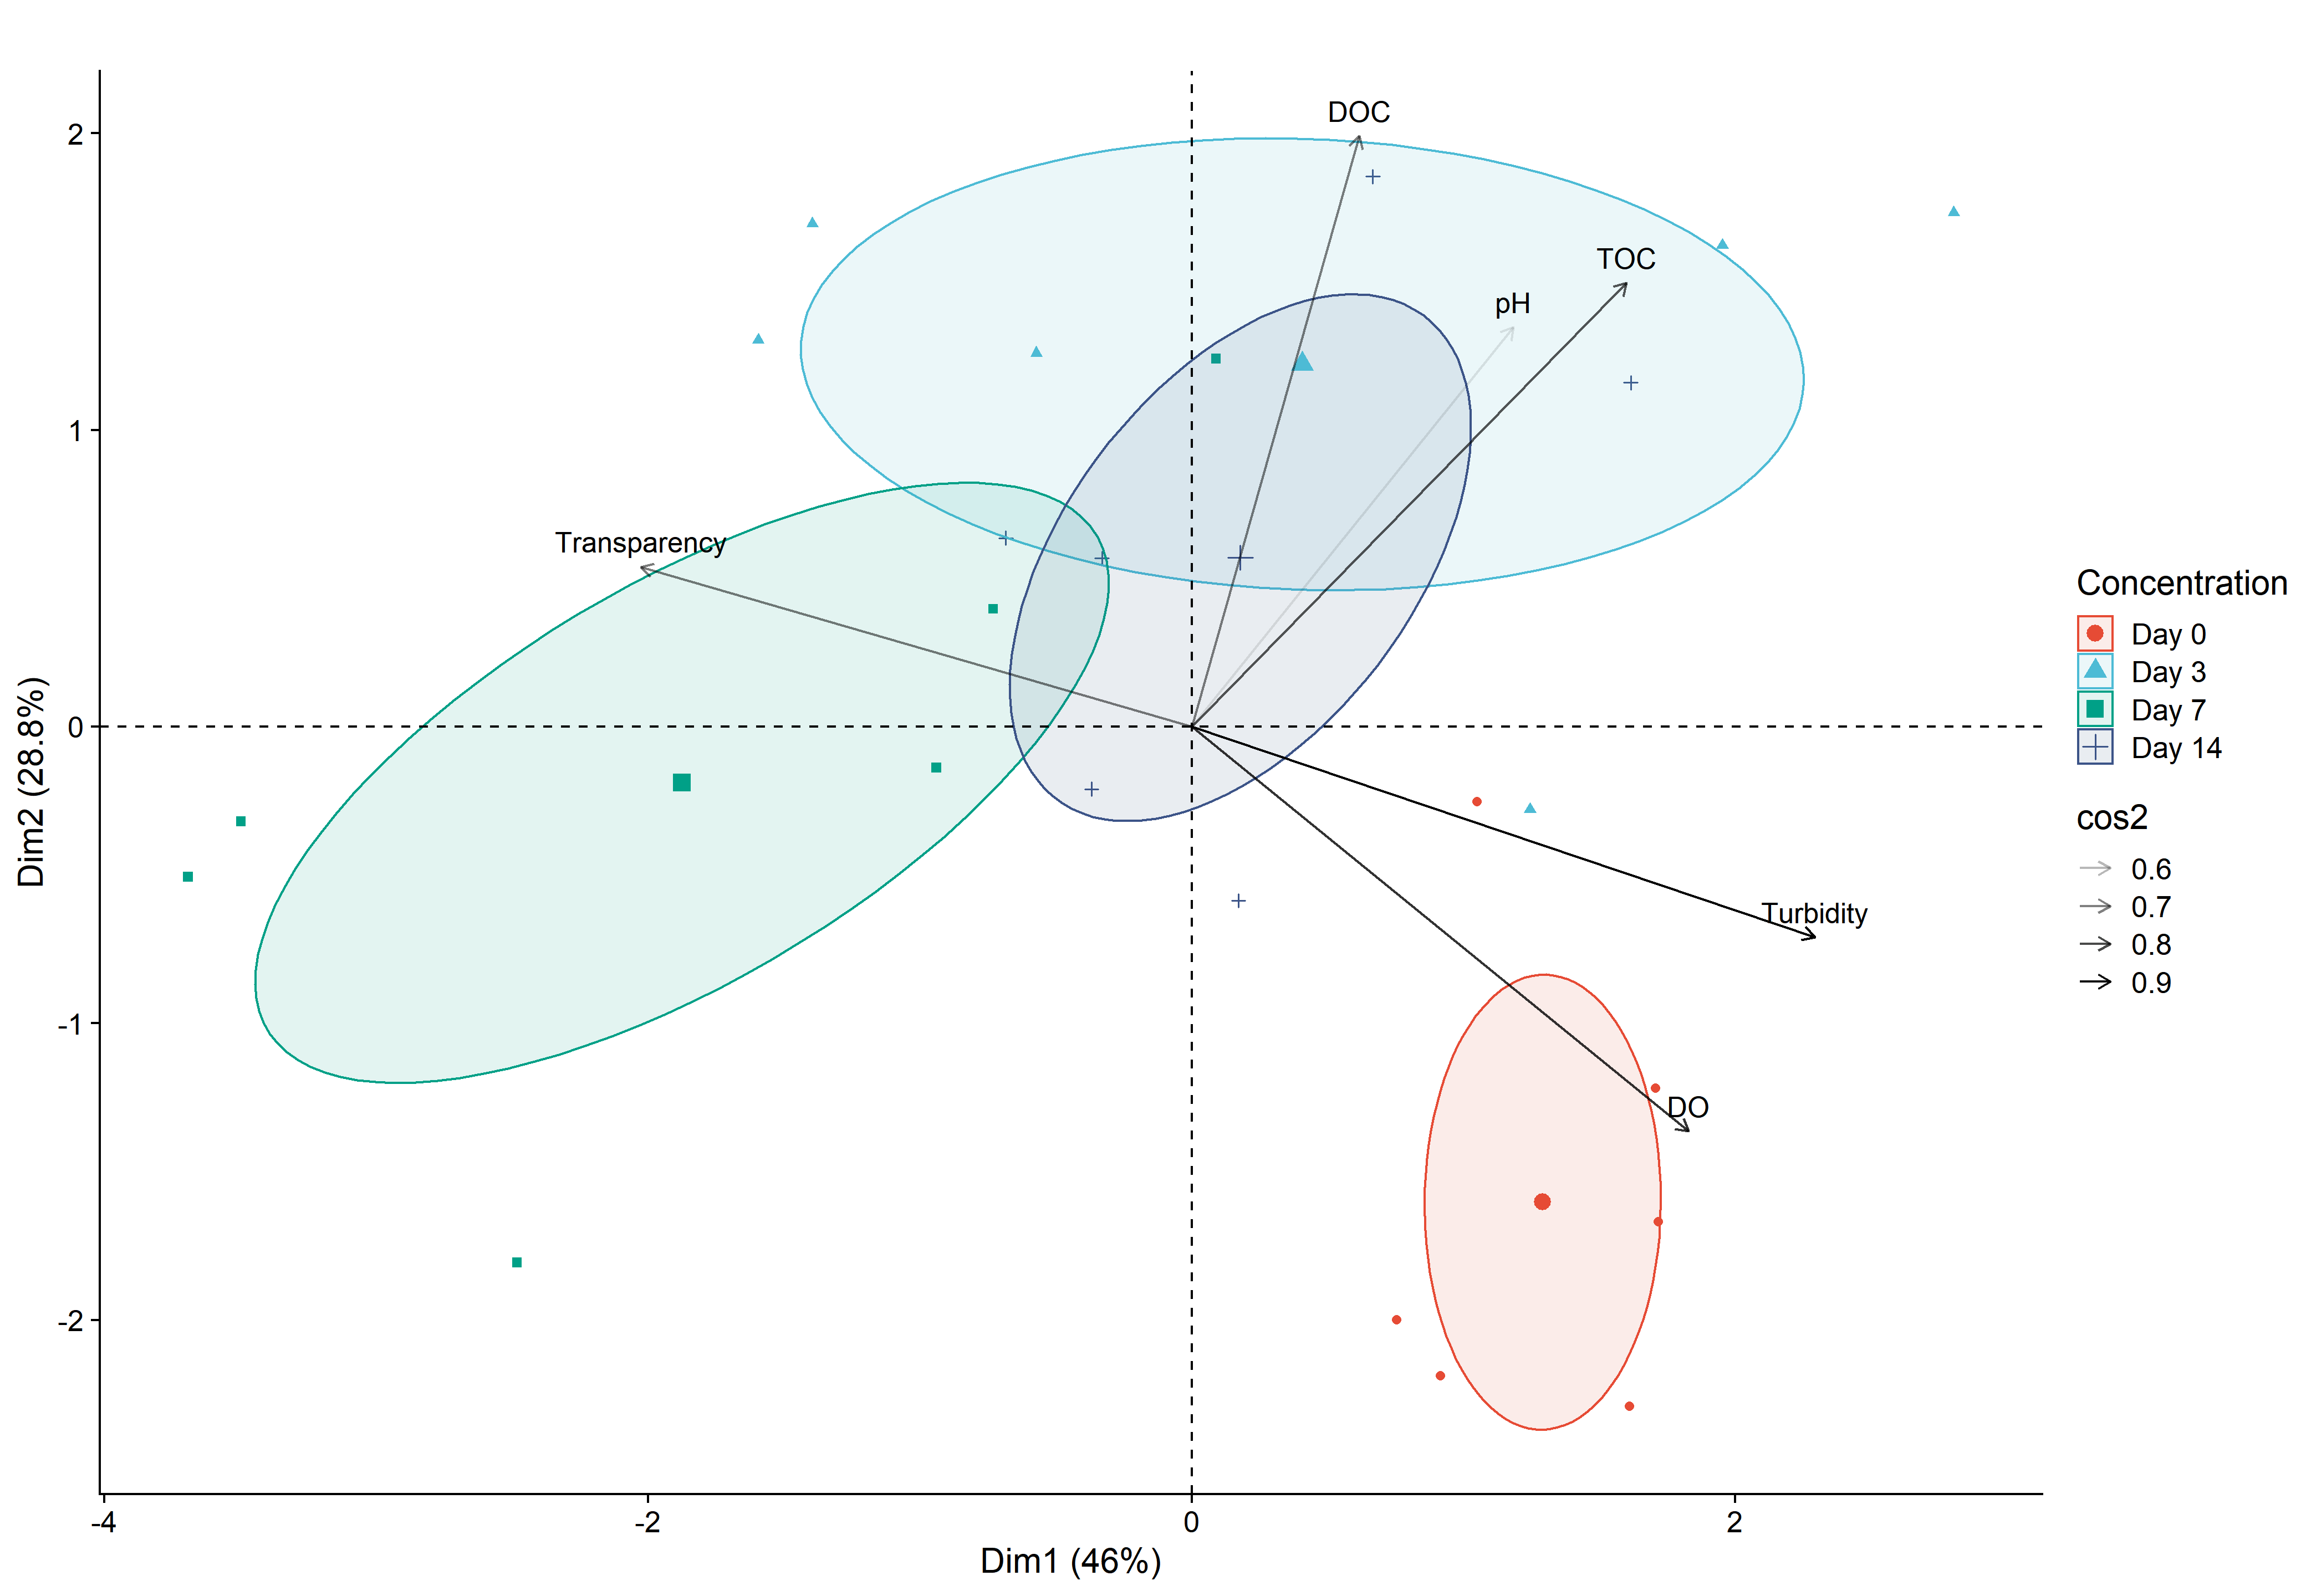 DOC
TOC
pH
Transparency
Turbidity
DO
2
1
0
-1
-2
-4
-2
0
2
Dim1 (46%)
Dim2 (28.8%)
Concentration
Day 0
Day 3
Day 7
Day 14
cos2
0.6
0.7
0.8
0.9